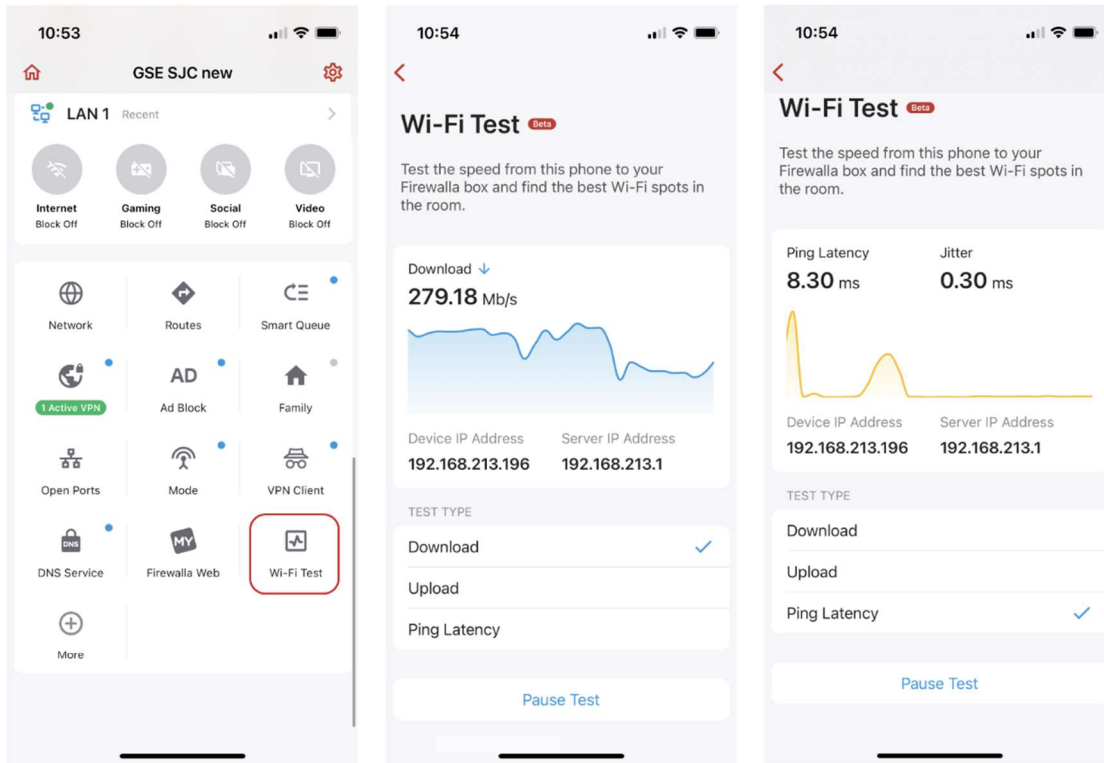 10:53
GSE SJC new
LAN 1 Recent
Internet Gaming Social Video
Block Off Block Off Block Off Block Off
Network Routes Smart Queue
AD
1 Active VPN Ad Block Family
Open Ports Mode VPN Client
DNS MY
DNS Service Firewalla Web Wi-Fi Test
More
10:54
Wi-Fi Test Beta
Test the speed from this phone to your
Firewalla box and find the best Wi-Fi spots in
the room.
Download
279.18 Mb/s
Device IP Address Server IP Address
192.168.213.196 192.168.213.1
TEST TYPE
Download
Upload
Ping Latency
Pause Test
10:54
Wi-Fi Test Beta
Test the speed from this phone to your
Firewalla box and find the best Wi-Fi spots in
the room.
Ping Latency Jitter
8.30 ms 0.30 ms
Device IP Address Server IP Address
192.168.213.196 192.168.213.1
TEST TYPE
Download
Upload
Ping Latency
Pause Test